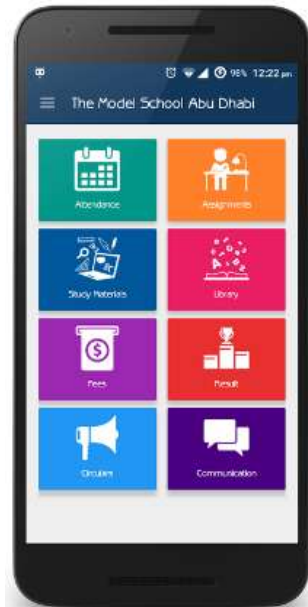 98% 12:22 pm
The Model School Abu Dhabi
Attendance
Assignments
Study Materials
Library
Fees
Result
Circulars
Communication